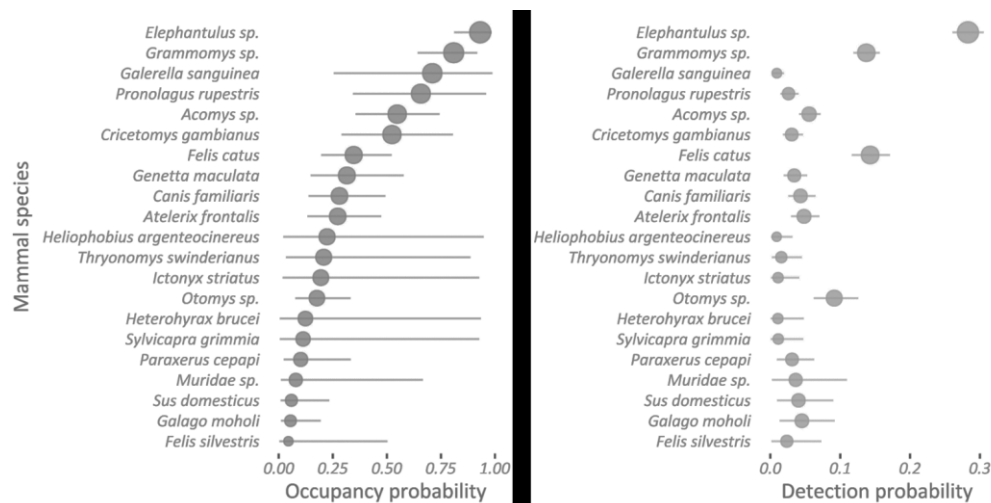 Mammal species
Elephantulus sp.
Grammomys sp.
Galerella sanguinea
Pronolagus rupestris
Acomys sp.
Cricetomys gambianus
Felis catus
Genetta maculata
Canis familiaris
Atelerix frontalis
Heliophobius argenteocinereus
Thryonomys swinderianus
Ictonyx striatus
Otomys sp.
Heterohyrax brucei
Sylvicapra grimmia
Paraxerus cepapi
Muridae sp.
Sus domesticus
Galago moholi
Felis silvestris
0.00 0.25 0.50 0.75 1.00
Occupancy probability
Elephantulus sp.
Grammomys sp.
Galerella sanguinea
Pronolagus rupestris
Acomys sp.
Cricetomys gambianus
Felis catus
Genetta maculata
Canis familiaris
Atelerix frontalis
Heliophobius argenteocinereus
Thryonomys swinderianus
Ictonyx striatus
Otomys sp.
Heterohyrax brucei
Sylvicapra grimmia
Paraxerus cepapi
Muridae sp.
Sus domesticus
Galago moholi
Felis silvestris
0.0 0.1 0.2 0.3
Detection probability